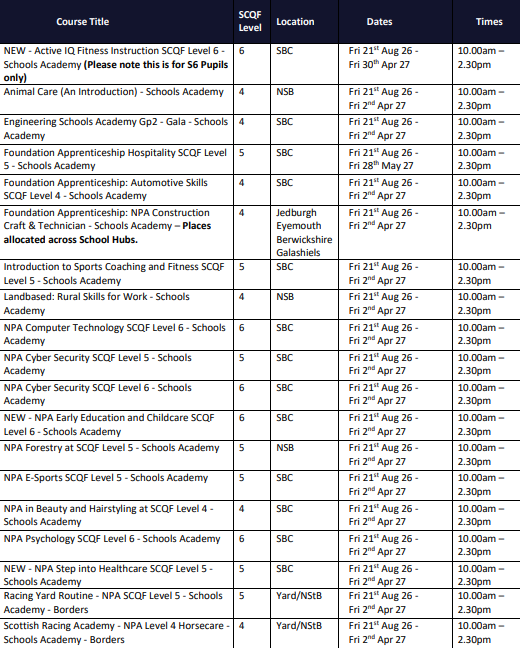 Course Title SCQF Level Location Dates Times
NEW - Active IQ Fitness Instruction SCQF Level 6 - 6 SBC Fri 21st Aug 26 - 10.00am –
Schools Academy (Please note this is for S6 Pupils Fri 30th Apr 27 2.30pm
only)
Animal Care (An Introduction) - Schools Academy 4 NSB Fri 21st Aug 26 - 10.00am –
Fri 2nd Apr 27 2.30pm
Engineering Schools Academy Gp2 - Gala - Schools 4 SBC Fri 21st Aug 26 - 10.00am –
Academy Fri 2nd Apr 27 2.30pm
Foundation Apprenticeship Hospitality SCQF Level 5 SBC Fri 21st Aug 26 - 10.00am –
5 - Schools Academy Fri 28th May 27 2.30pm
Foundation Apprenticeship: Automotive Skills 4 SBC Fri 21st Aug 26 - 10.00am –
SCQF Level 4 - Schools Academy Fri 2nd Apr 27 2.30pm
Foundation Apprenticeship: NPA Construction 4 Jedburgh Fri 21st Aug 26 - 10.00am –
Craft & Technician - Schools Academy – Places Eyemouth Fri 2nd Apr 27 2.30pm
allocated across School Hubs. Berwickshire
Galashiels
Introduction to Sports Coaching and Fitness SCQF 5 SBC Fri 21st Aug 26 - 10.00am –
Level 5 - Schools Academy Fri 2nd Apr 27 2.30pm
Landbased: Rural Skills for Work - Schools 4 NSB Fri 21st Aug 26 - 10.00am –
Academy Fri 2nd Apr 27 2.30pm
NPA Computer Technology SCQF Level 6 - Schools 6 SBC Fri 21st Aug 26 - 10.00am –
Academy Fri 2nd Apr 27 2.30pm
NPA Cyber Security SCQF Level 5 - Schools 5 SBC Fri 21st Aug 26 - 10.00am –
Academy Fri 2nd Apr 27 2.30pm
NPA Cyber Security SCQF Level 6 - Schools 6 SBC Fri 21st Aug 26 - 10.00am –
Academy Fri 2nd Apr 27 2.30pm
NEW - NPA Early Education and Childcare SCQF 6 SBC Fri 21st Aug 26 - 10.00am –
Level 6 - Schools Academy Fri 2nd Apr 27 2.30pm
NPA Forestry at SCQF Level 5 - Schools Academy 5 NSB Fri 21st Aug 26 - 10.00am –
Fri 2nd Apr 27 2.30pm
NPA E-Sports SCQF Level 5 - Schools Academy 5 SBC Fri 21st Aug 26 - 10.00am –
Fri 2nd Apr 27 2.30pm
NPA in Beauty and Hairstyling at SCQF Level 4 - 4 SBC Fri 21st Aug 26 - 10.00am –
Schools Academy Fri 2nd Apr 27 2.30pm
NPA Psychology SCQF Level 6 - Schools Academy 6 SBC Fri 21st Aug 26 - 10.00am –
Fri 2nd Apr 27 2.30pm
NEW - NPA Step into Healthcare SCQF Level 5 - 5 SBC Fri 21st Aug 26 - 10.00am –
Schools Academy Fri 2nd Apr 27 2.30pm
Racing Yard Routine - NPA SCQF Level 5 - Schools 5 Yard/NStB Fri 21st Aug 26 - 10.00am –
Academy - Borders Fri 2nd Apr 27 2.30pm
Scottish Racing Academy - NPA Level 4 Horsecare - 4 Yard/NStB Fri 21st Aug 26 - 10.00am –
Schools Academy - Borders Fri 2nd Apr 27 2.30pm